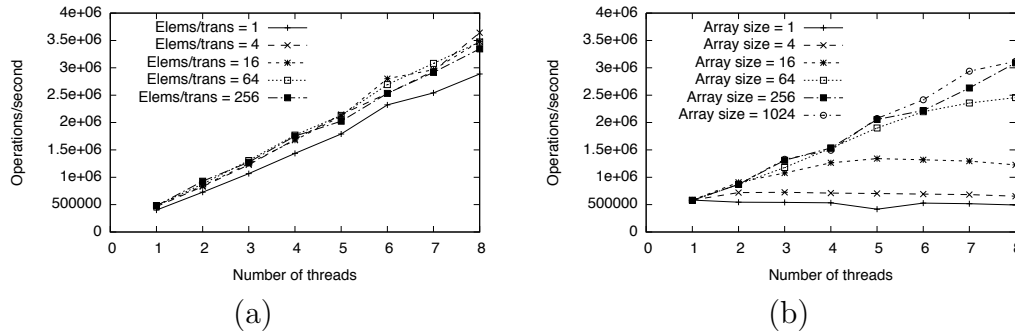 4e+06
3.5e+06
3e+06
2.5e+06
2e+06
1.5e+06
1e+06
500000
0
Operations/second
Elems/trans = 1
Elems/trans = 4
Elems/trans = 16
Elems/trans = 64
Elems/trans = 256
0 1 2 3 4 5 6 7 8
Number of threads
(a)
4e+06
3.5e+06
3e+06
2.5e+06
2e+06
1.5e+06
1e+06
500000
0
Operations/second
Array size = 1
Array size = 4
Array size = 16
Array size = 64
Array size = 256
Array size = 1024
0 1 2 3 4 5 6 7 8
Number of threads
(b)